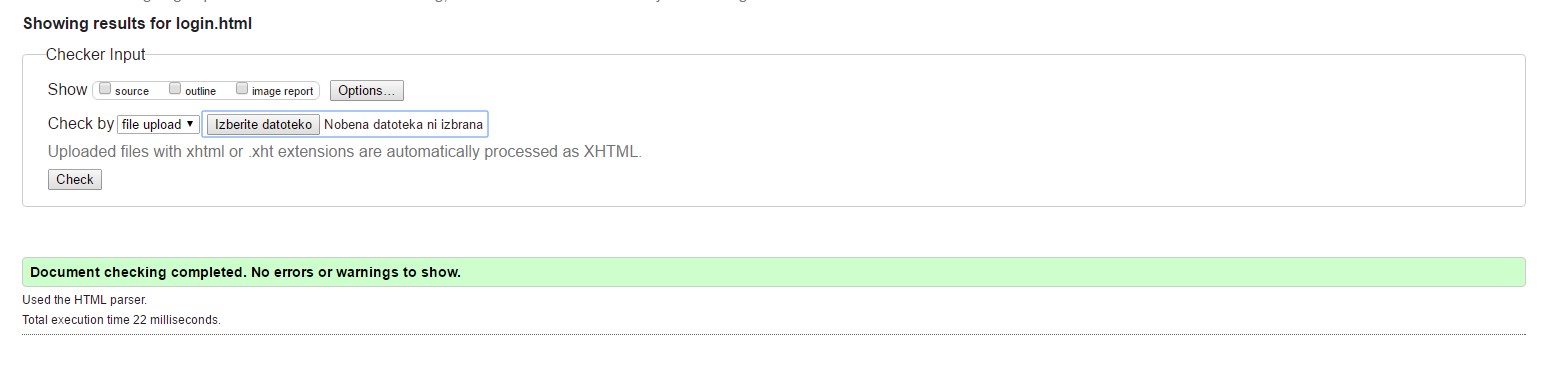 Showing results for login.html
Checker Input
Show source outline image report Options...
Check by file upload Izberite datoteko Nobena datoteka ni izbrana
Uploaded files with xhtml or .xht extensions are automatically processed as XHTML.
Check
Document checking completed. No errors or warnings to show.
Used the HTML parser.
Total execution time 22 milliseconds.